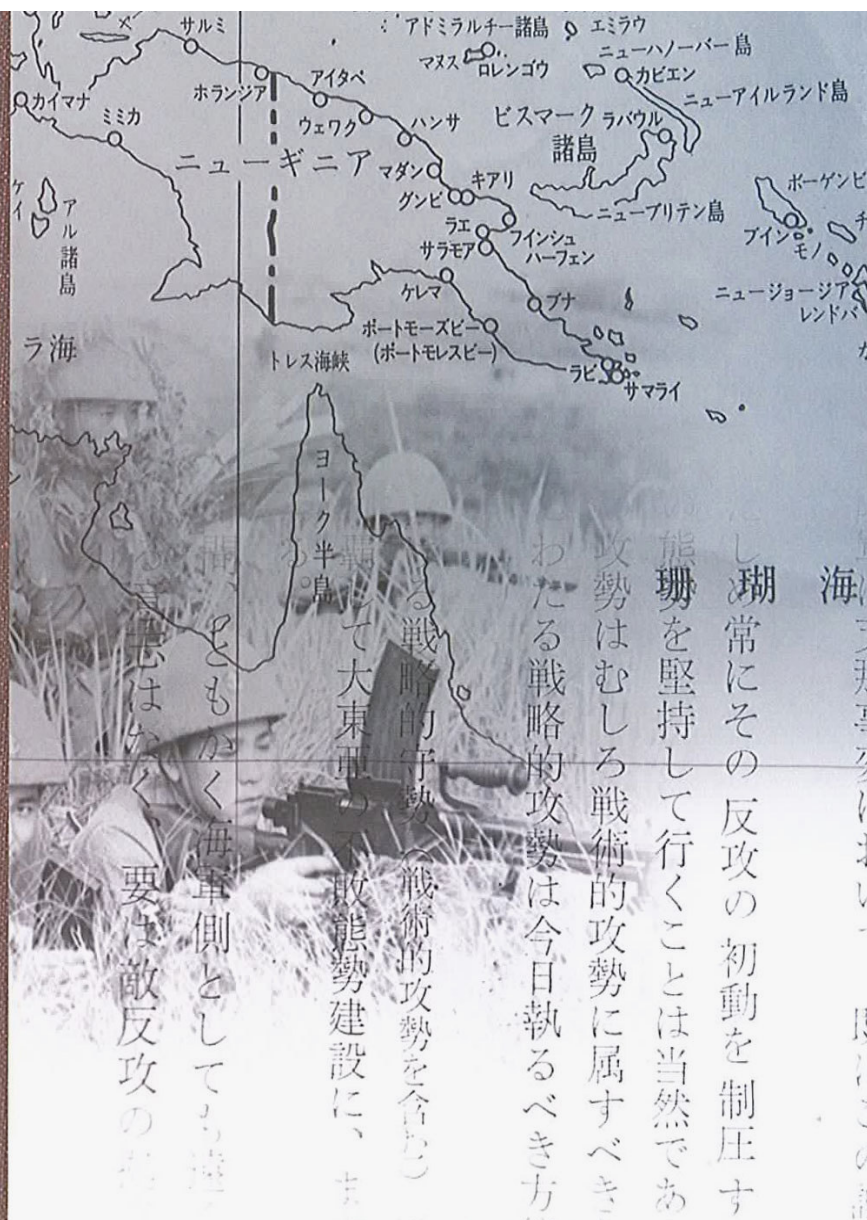 サルミ
アドミラルチー諸島
エミラウ
マヌス
ロレンゴウ
ニューハノーバー島
カビエン
ニューアイルランド島
カイマナ
ホランジア
アイタペ
ミミカ
ウェワク
ハンサ
ビスマーク
諸島
ラバウル
ニューギニア
マダン
キアリ
グンビ
ボーゲンビ
ケイ
アル諸島
ニューブリテン島
ラエ
フインシュ
ハーフェン
サラモア
ブイン
モノ
ケレマ
ブナ
ニュージョージア
レンドバ
ポートモーズビー
(ポートモレスビー)
ラ海
トレス海峡
ラビ
サマライ
ヨーク半島
珊瑚海
しめ常にその反攻の初動を制圧す
態勢を堅持して行くことは当然であ
攻勢はむしろ戦術的攻勢に属すべき
わたる戦略的攻勢は今日執るべき方
る戦略的守勢(戦術的攻勢を含む)
覇して大東亜の不敗態勢建設に、ま
る。
間、ともかく海軍側としても遠
はなく、要は敵反攻の